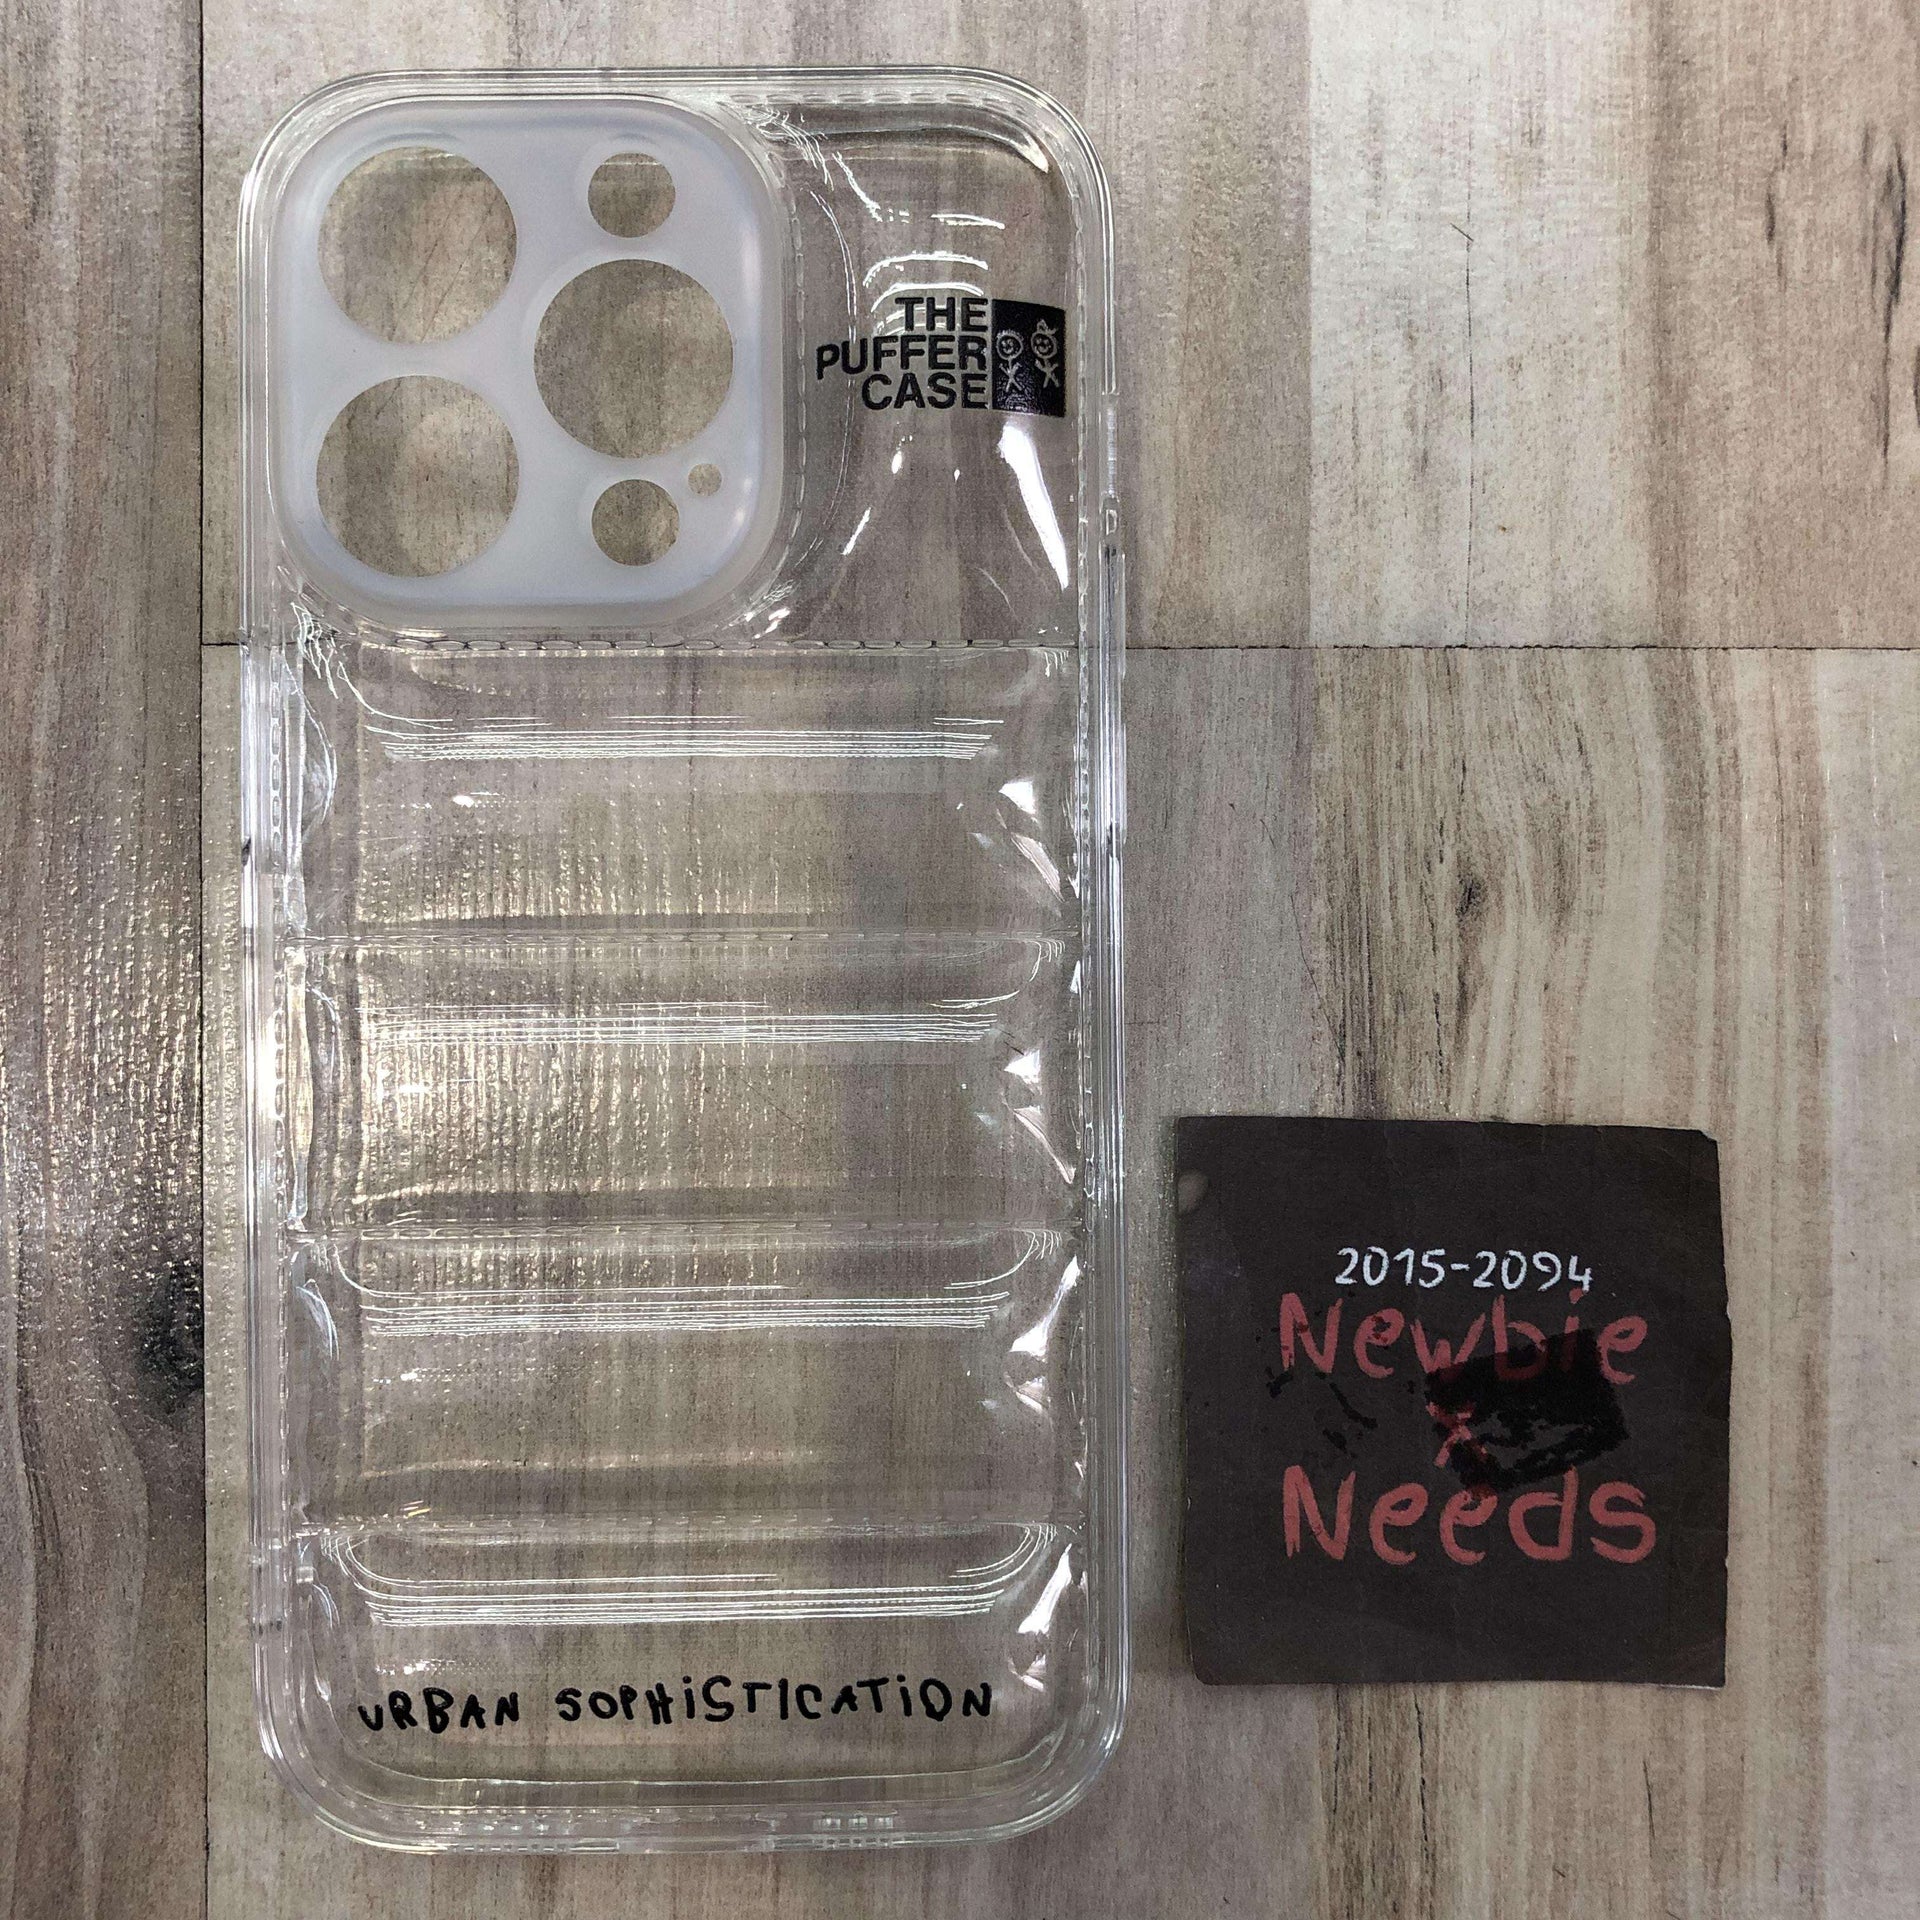 THE
PUFFER
CASE
URBAN SOPHiSTICATiON
2015-2094
Newbie
X
Needs